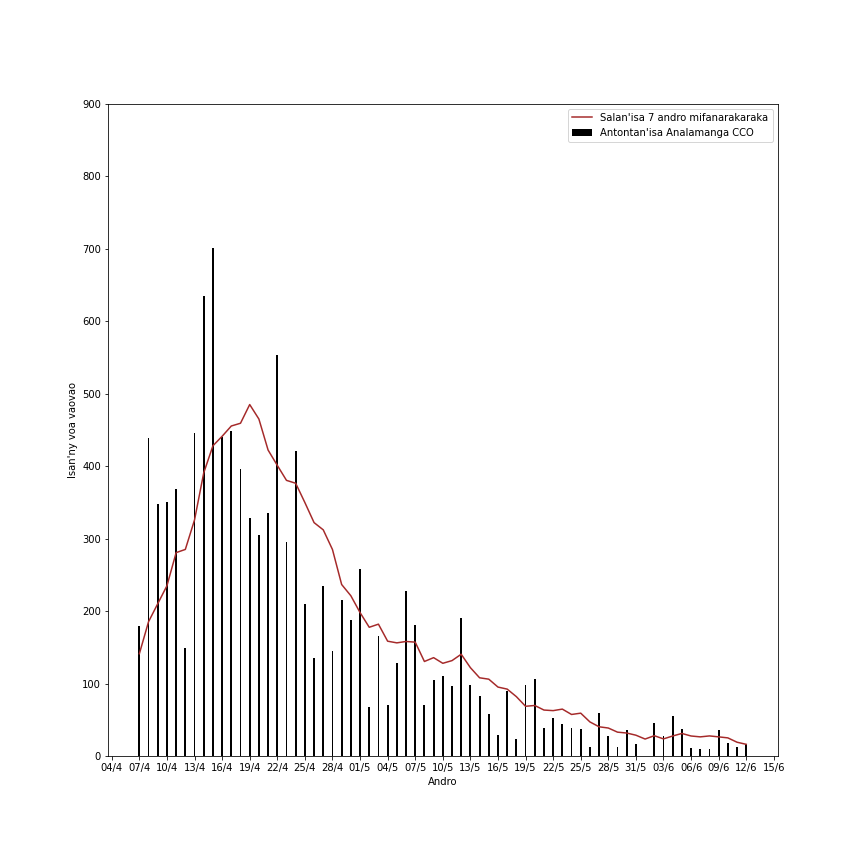 Salan'isa 7 andro mifanarakaraka
Antontan'isa Analamanga CCO
900
800
700
600
500
400
300
200
100
0
Isan'ny voa vaovao
04/4 07/4 10/4 13/4 16/4 19/4 22/4 25/4 28/4 01/5 04/5 07/5 10/5 13/5 16/5 19/5 22/5 25/5 28/5 31/5 03/6 06/6 09/6 12/6 15/6
Andro